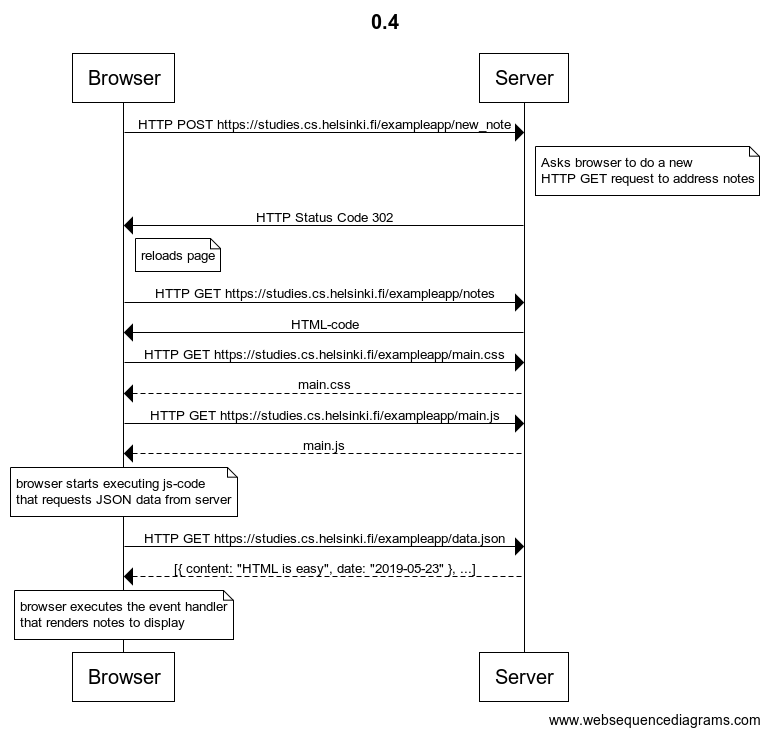 0.4
Browser
Server
HTTP POST https://studies.cs.helsinki.fi/exampleapp/new_note
Asks browser to do a new
HTTP GET request to address notes
HTTP Status Code 302
reloads page
HTTP GET https://studies.cs.helsinki.fi/exampleapp/notes
HTML-code
HTTP GET https://studies.cs.helsinki.fi/exampleapp/main.css
main.css
HTTP GET https://studies.cs.helsinki.fi/exampleapp/main.js
main.js
browser starts executing js-code
that requests JSON data from server
HTTP GET https://studies.cs.helsinki.fi/exampleapp/data.json
[{ content: "HTML is easy", date: "2019-05-23" }, ...]
browser executes the event handler
that renders notes to display
Browser
Server
www.websequencediagrams.com